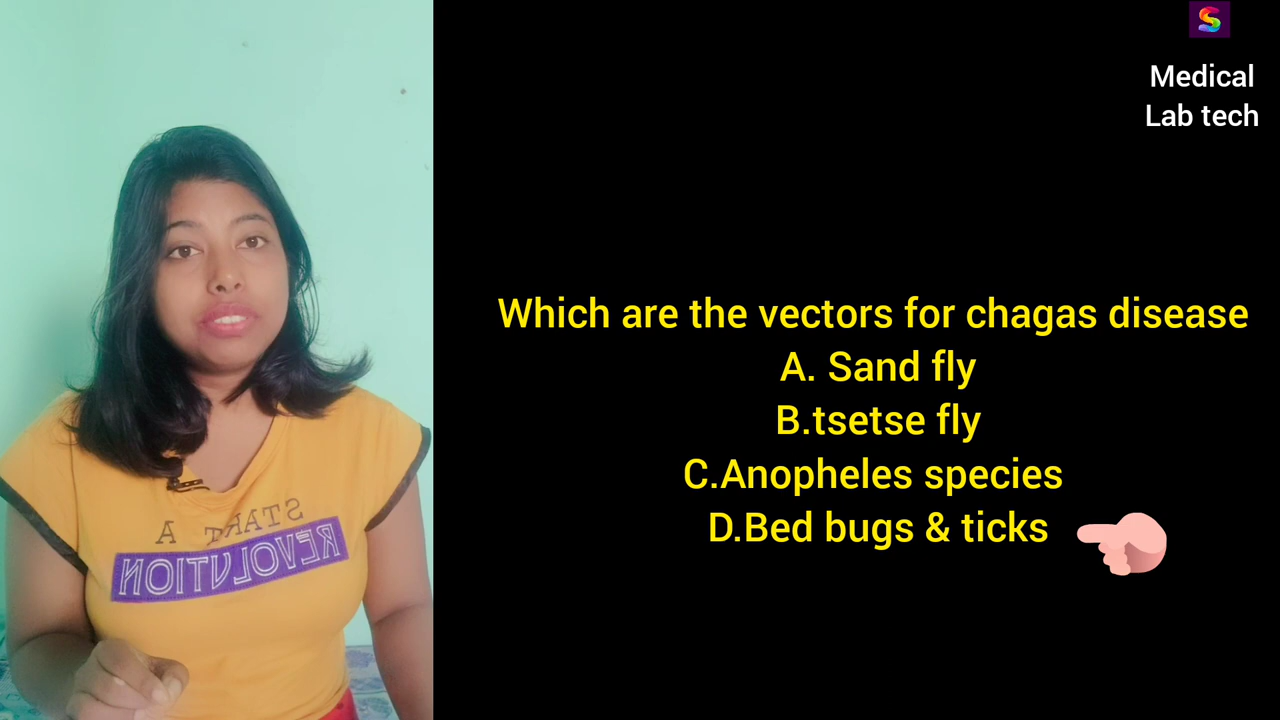 Medical
Lab tech
Which are the vectors for chagas disease
A. Sand fly
B.tsetse fly
C.Anopheles species
D.Bed bugs & ticks
START A
REVOLUTION